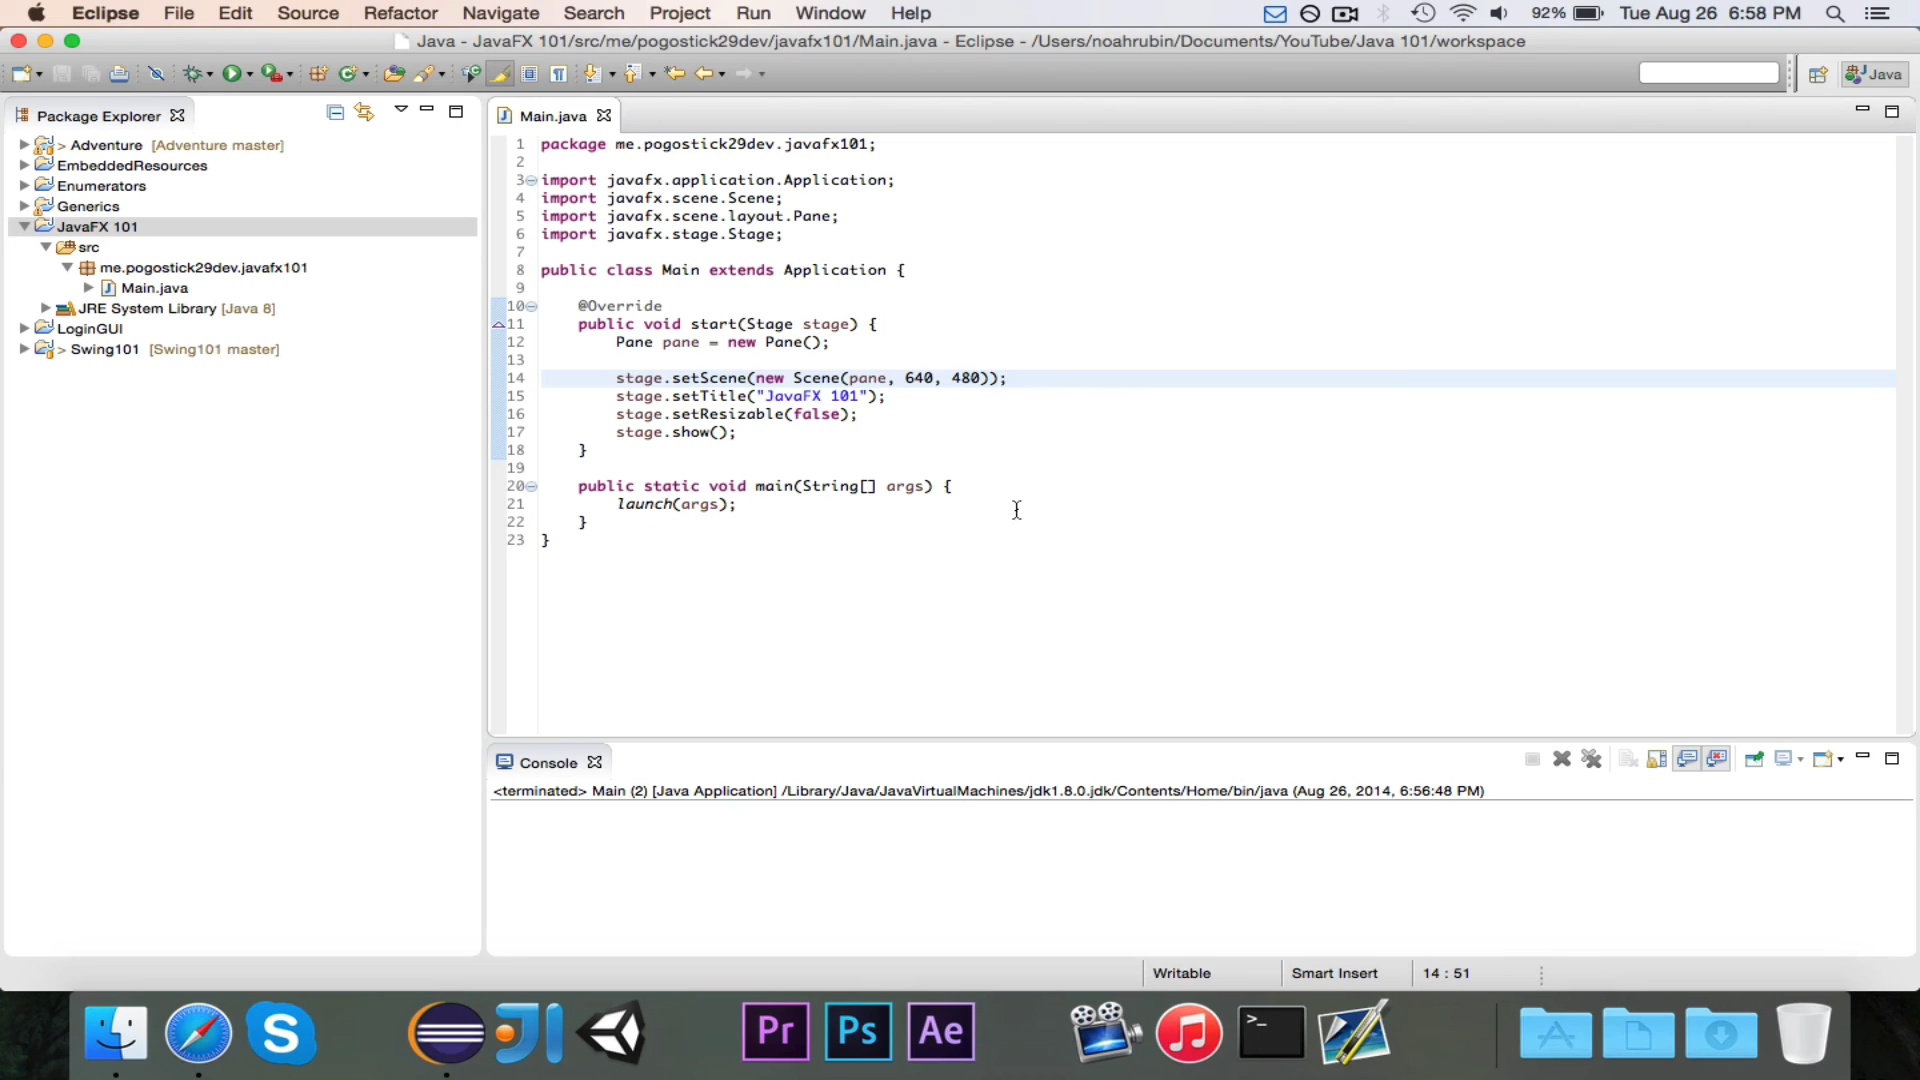 Eclipse File Edit Source Refactor Navigate Search Project Run Window Help 92% Tue Aug 26 6:58 PM
Java - JavaFX 101/src/me/pogostick29dev/javafx101/Main.java - Eclipse - /Users/noahrubin/Documents/YouTube/Java 101/workspace
Java
Package Explorer
> Adventure [Adventure master]
EmbeddedResources
Enumerators
Generics
JavaFX 101
src
me.pogostick29dev.javafx101
Main.java
JRE System Library [Java 8]
LoginGUI
> Swing101 [Swing101 master]
Main.java
1 package me.pogostick29dev.javafx101;
2
3 import javafx.application.Application;
4 import javafx.scene.Scene;
5 import javafx.scene.layout.Pane;
6 import javafx.stage.Stage;
7
8 public class Main extends Application {
9
10 @Override
11 public void start(Stage stage) {
12 Pane pane = new Pane();
13
14 stage.setScene(new Scene(pane, 640, 480));
15 stage.setTitle("JavaFX 101");
16 stage.setResizable(false);
17 stage.show();
18 }
19
20 public static void main(String[] args) {
21 launch(args);
22 }
23 }
Console
<terminated> Main (2) [Java Application] /Library/Java/JavaVirtualMachines/jdk1.8.0.jdk/Contents/Home/bin/java (Aug 26, 2014, 6:56:48 PM)
Writable Smart Insert 14 : 51
S Pr Ps Ae >_